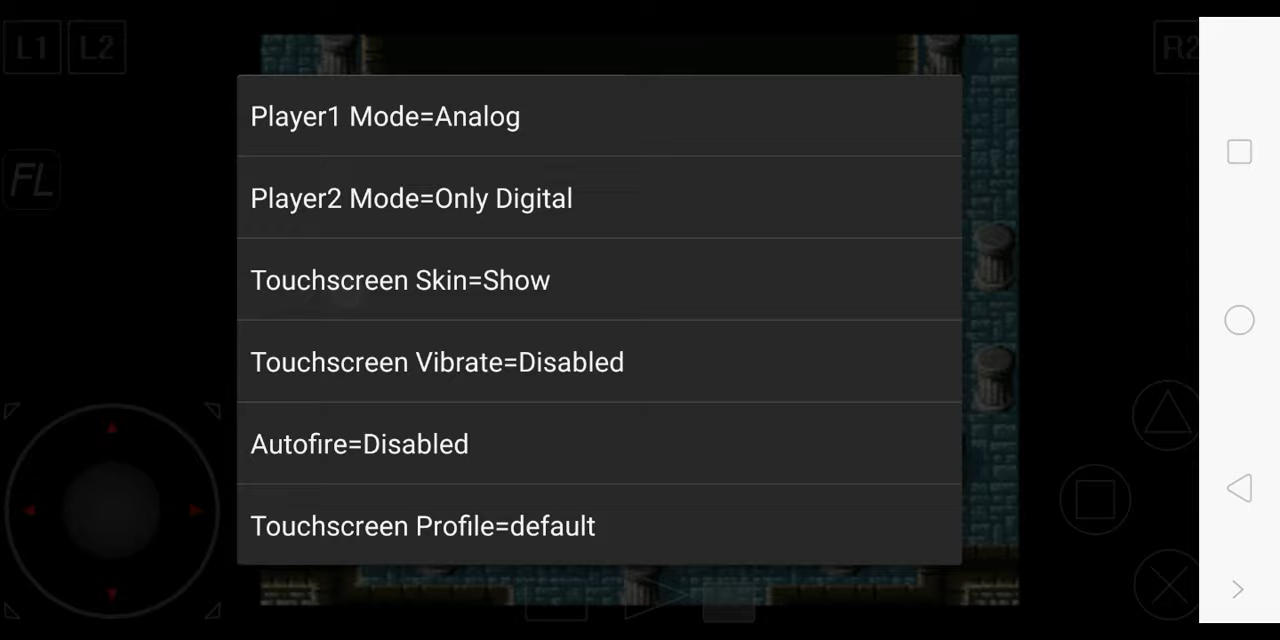 L1 L2
R2
FL
Player1 Mode=Analog
Player2 Mode=Only Digital
Touchscreen Skin=Show
Touchscreen Vibrate=Disabled
Autofire=Disabled
Touchscreen Profile=default